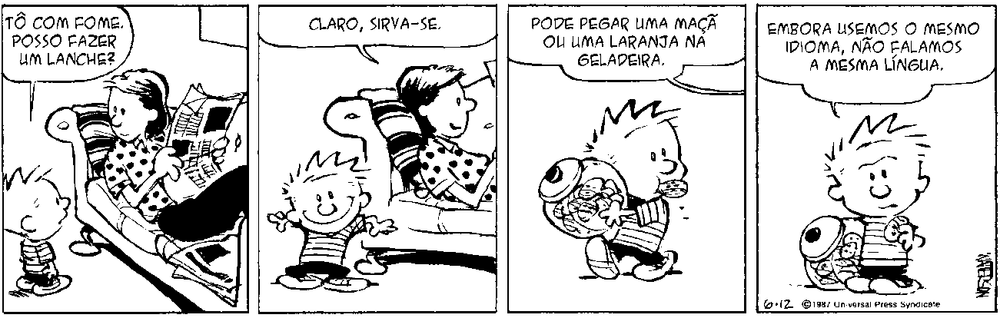 TÔ COM FOME.
POSSO FAZER
UM LANCHE?
CLARO, SIRVA-SE.
PODE PEGAR UMA MAÇÃ
OU UMA LARANJA NA
GELADEIRA.
EMBORA USEMOS O MESMO
IDIOMA, NÃO FALAMOS
A MESMA LÍNGUA.
WATTERSON
6-12 ©1987 Universal Press Syndicate